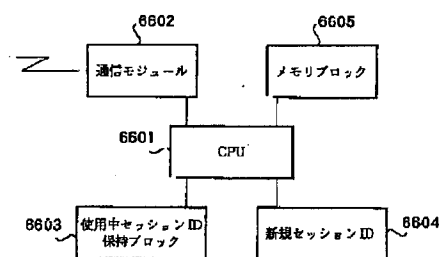 6602
6605
通信モジュール
メモリブロック
6601
CPU
6603
使用中セッションID
保持ブロック
新規セッションID
6604